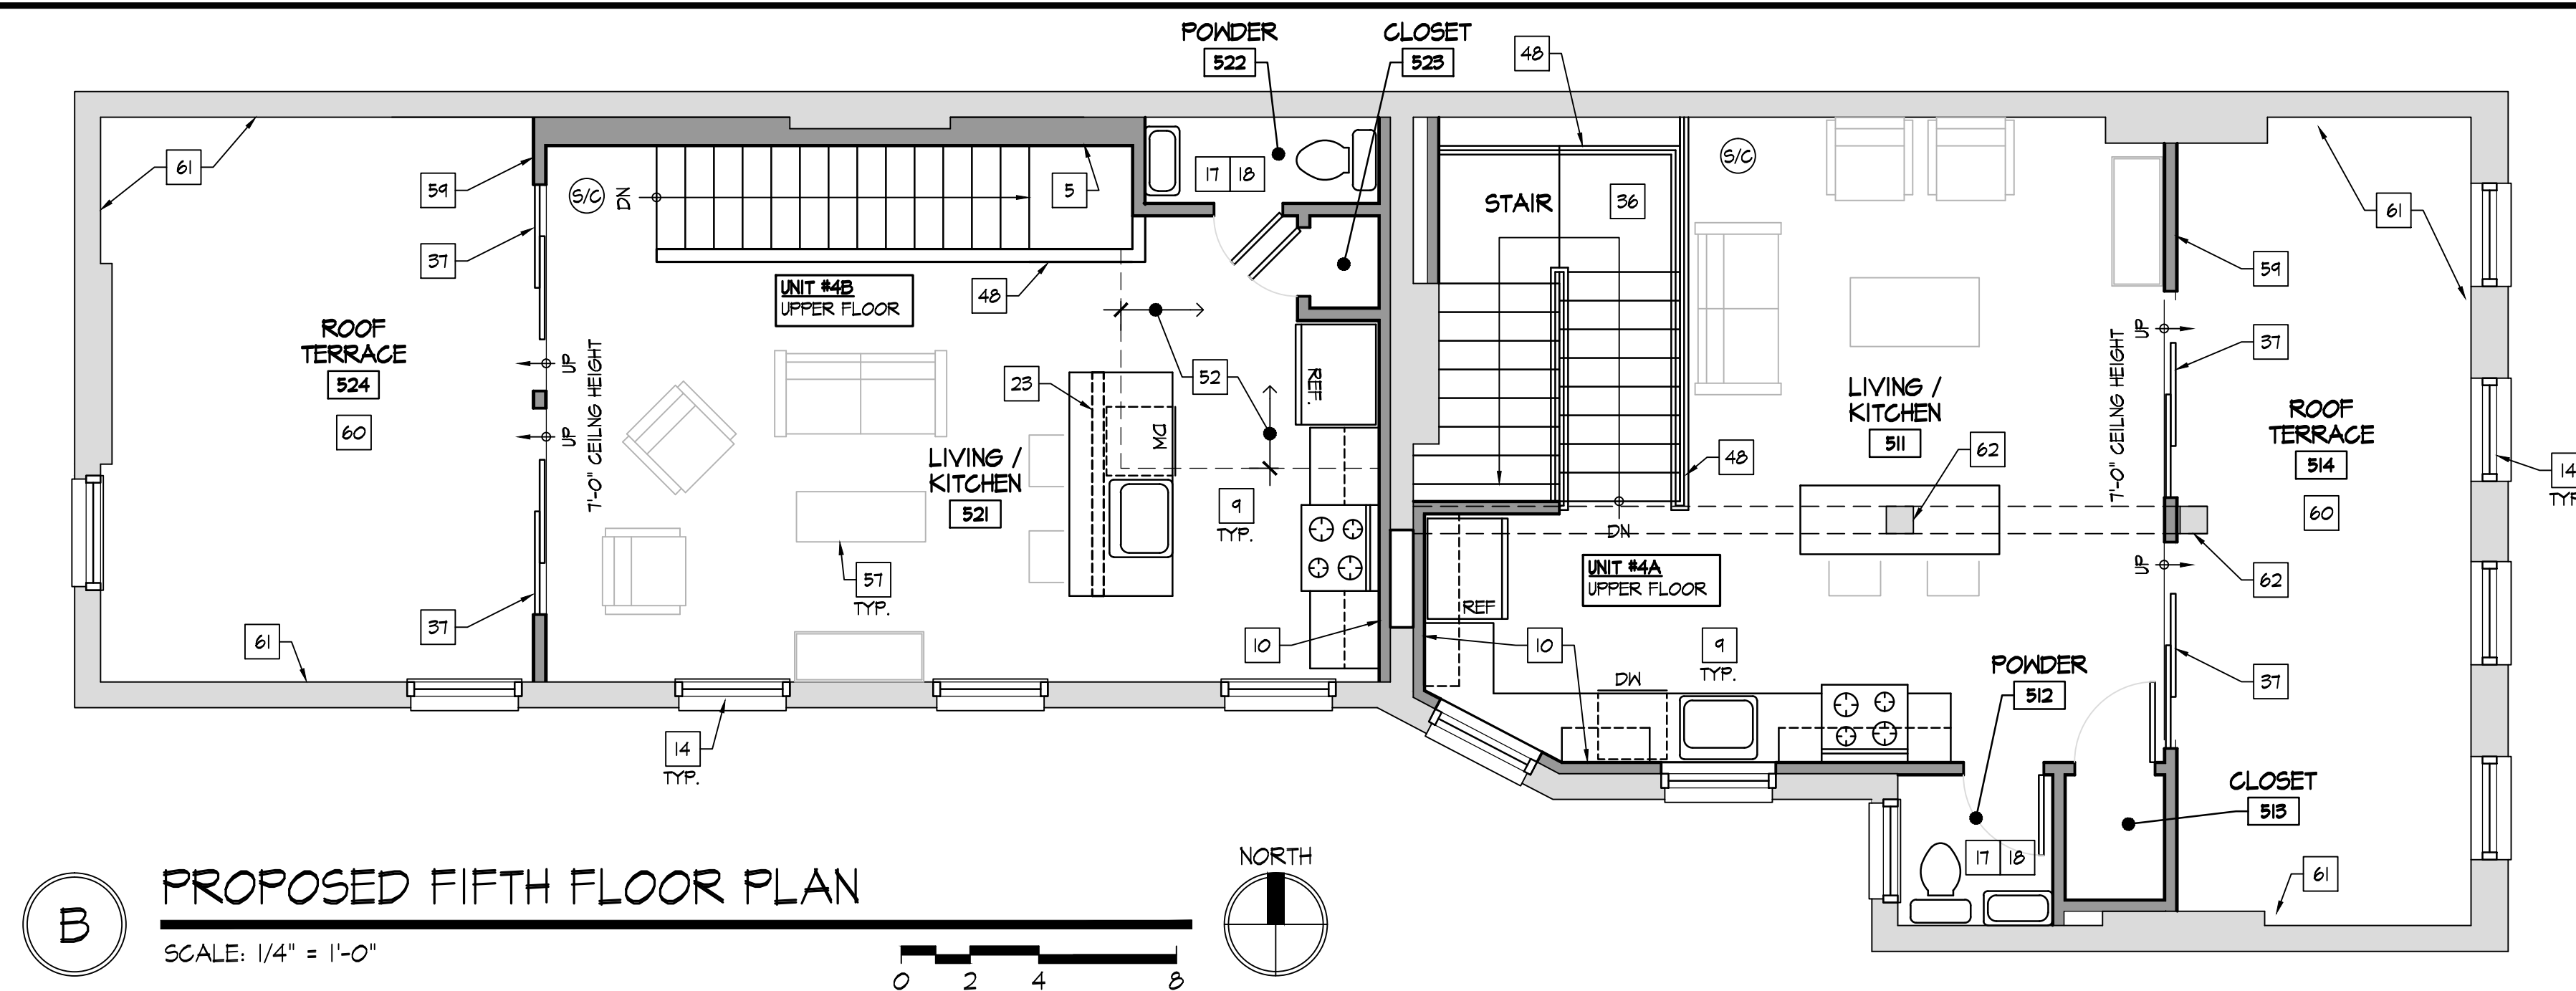 POWDER
522
CLOSET
523
48
61
59
37
S/C
DN
5
17 18
STAIR
36
S/C
61
59
37
UNIT #4B
UPPER FLOOR
48
ROOF
TERRACE
524
60
UP
UP
7'-0" CEILNG HEIGHT
23
52
REF.
DW
LIVING /
KITCHEN
521
9
TYP.
57
TYP.
LIVING /
KITCHEN
511
62
48
UP
7'-0" CEILNG HEIGHT
ROOF
TERRACE
514
60
14
DN
UNIT #4A
UPPER FLOOR
REF
UP
62
61
37
10
10
9
TYP.
DW
POWDER
512
37
14
TYP.
CLOSET
513
17 18
61
B
PROPOSED FIFTH FLOOR PLAN
SCALE: 1/4" = 1'-0"
0 2 4 8
NORTH